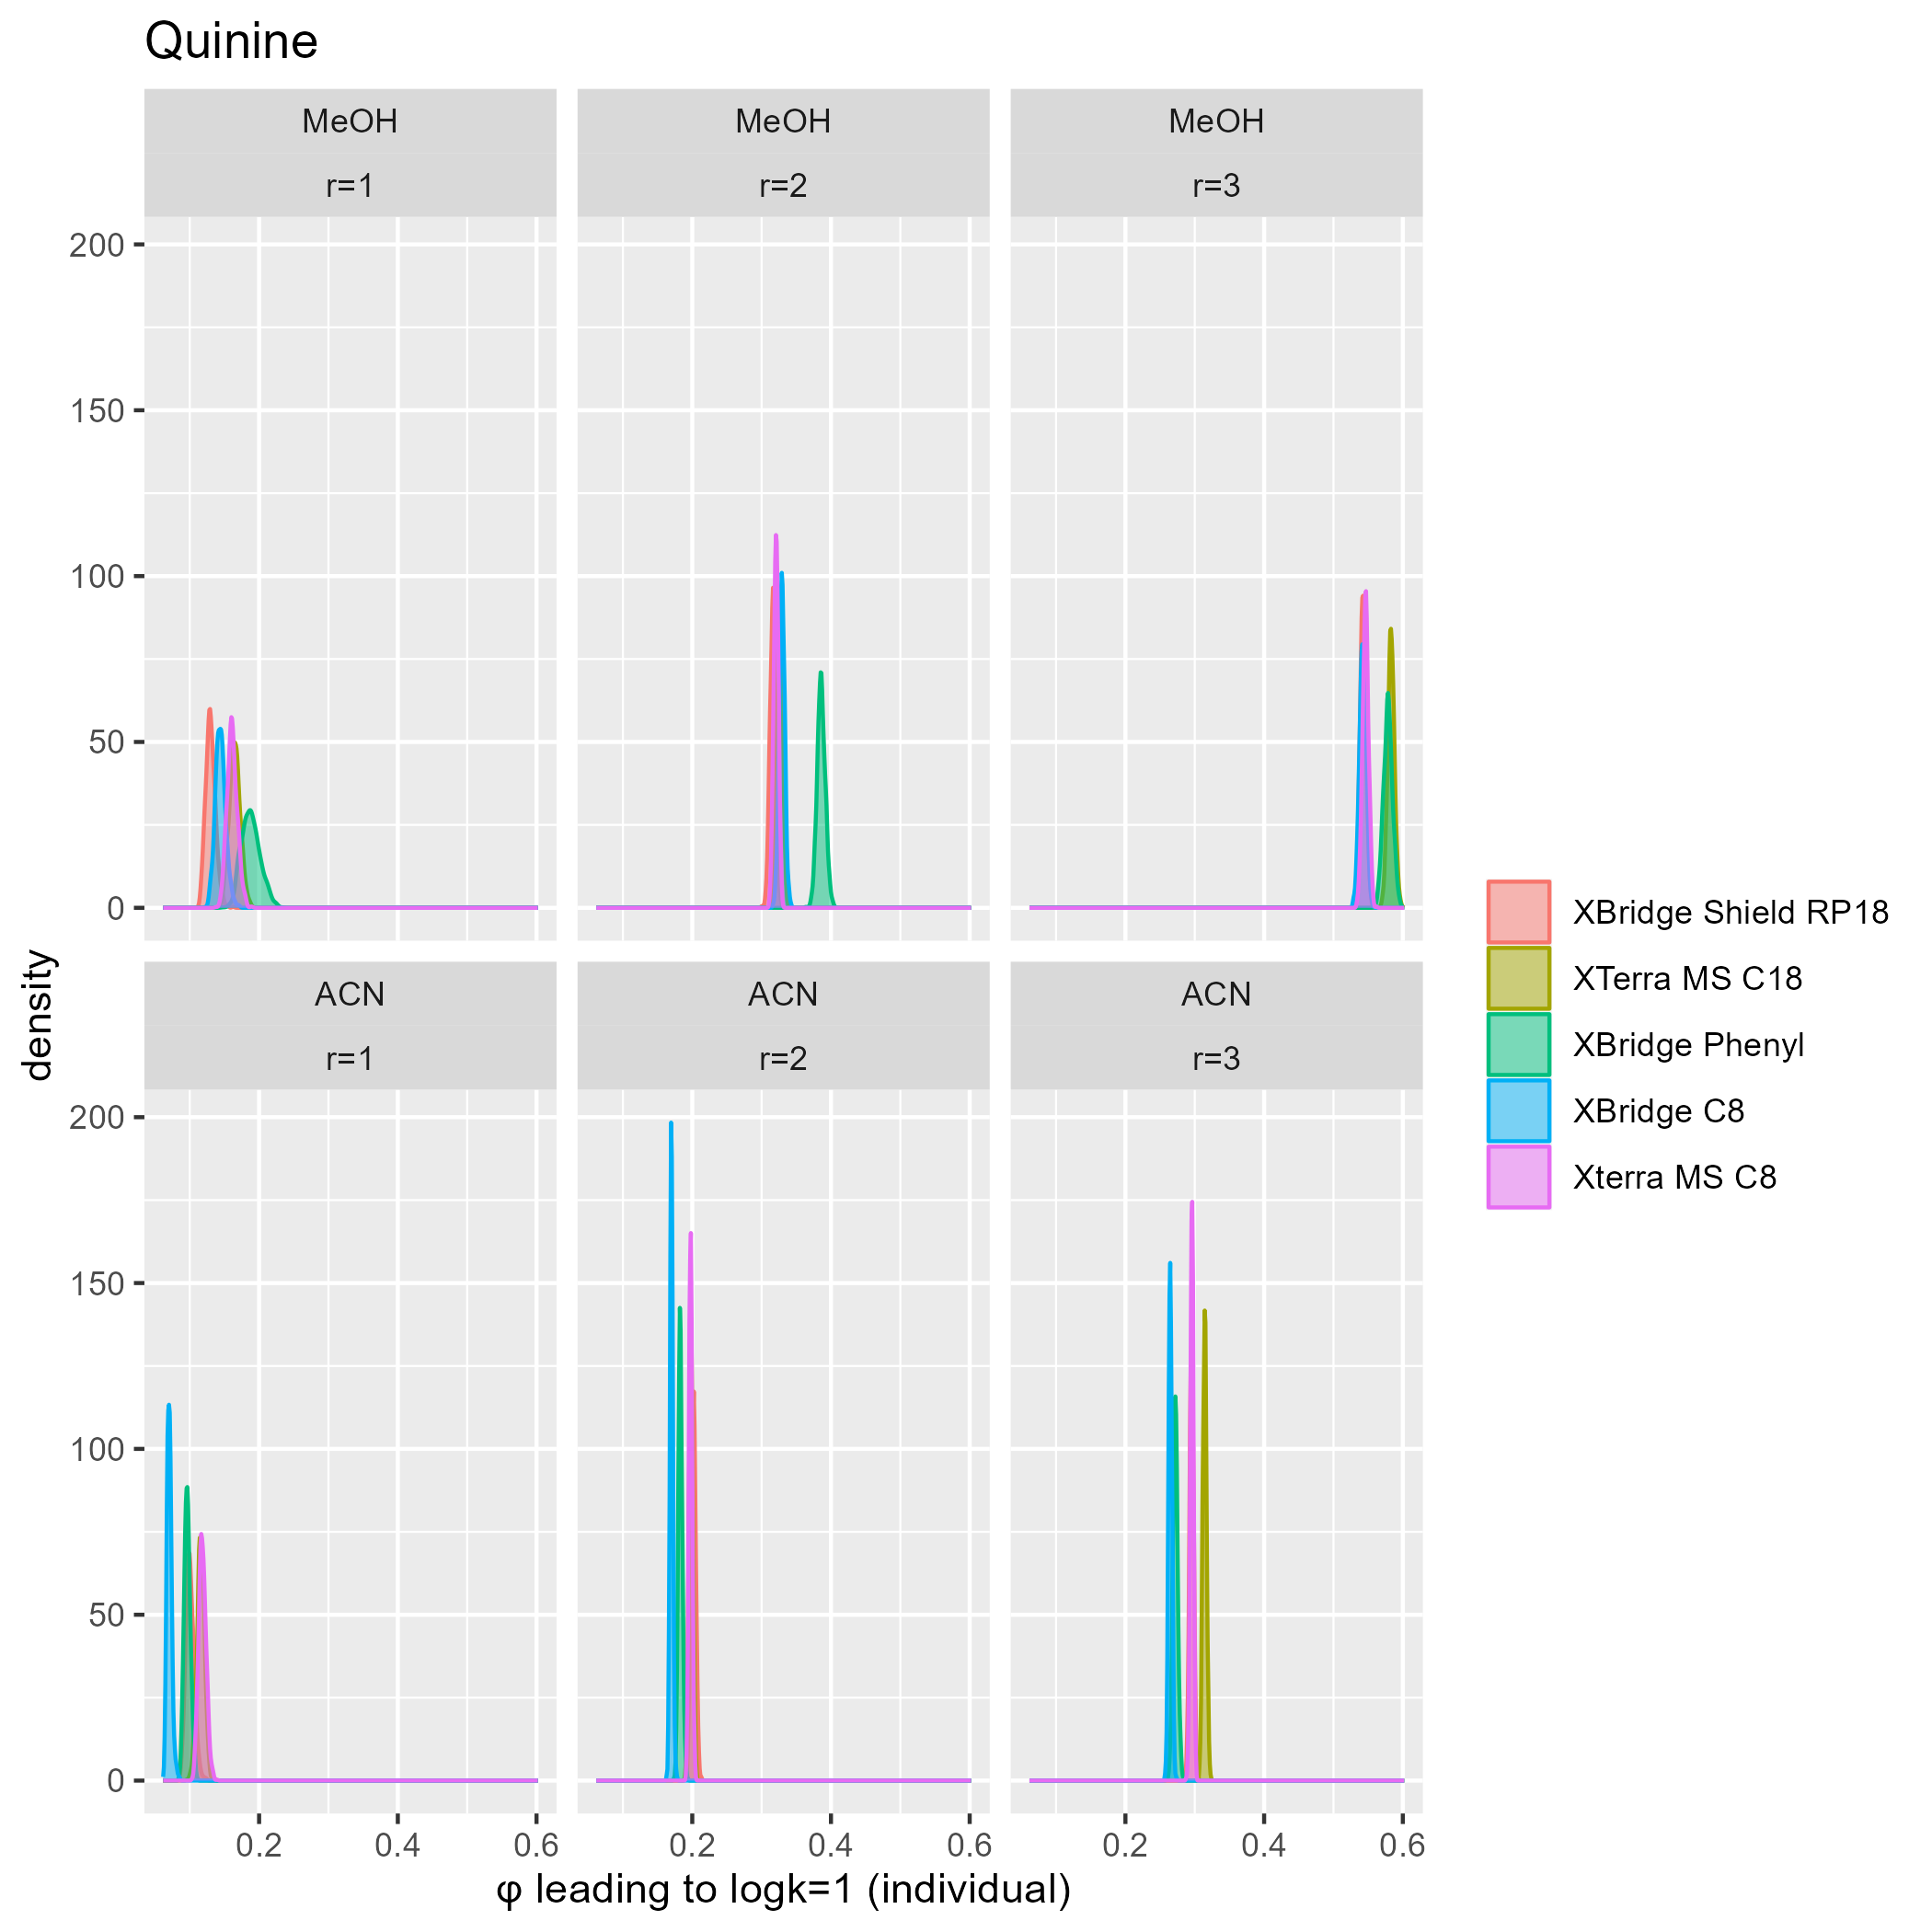 Quinine
MeOH MeOH MeOH
r=1 r=2 r=3
200
150
100
50
0
ACN ACN ACN
r=1 r=2 r=3
200
150
100
50
0
0.2 0.4 0.6 0.2 0.4 0.6 0.2 0.4 0.6
φ leading to logk=1 (individual)
density
XBridge Shield RP18
XTerra MS C18
XBridge Phenyl
XBridge C8
Xterra MS C8